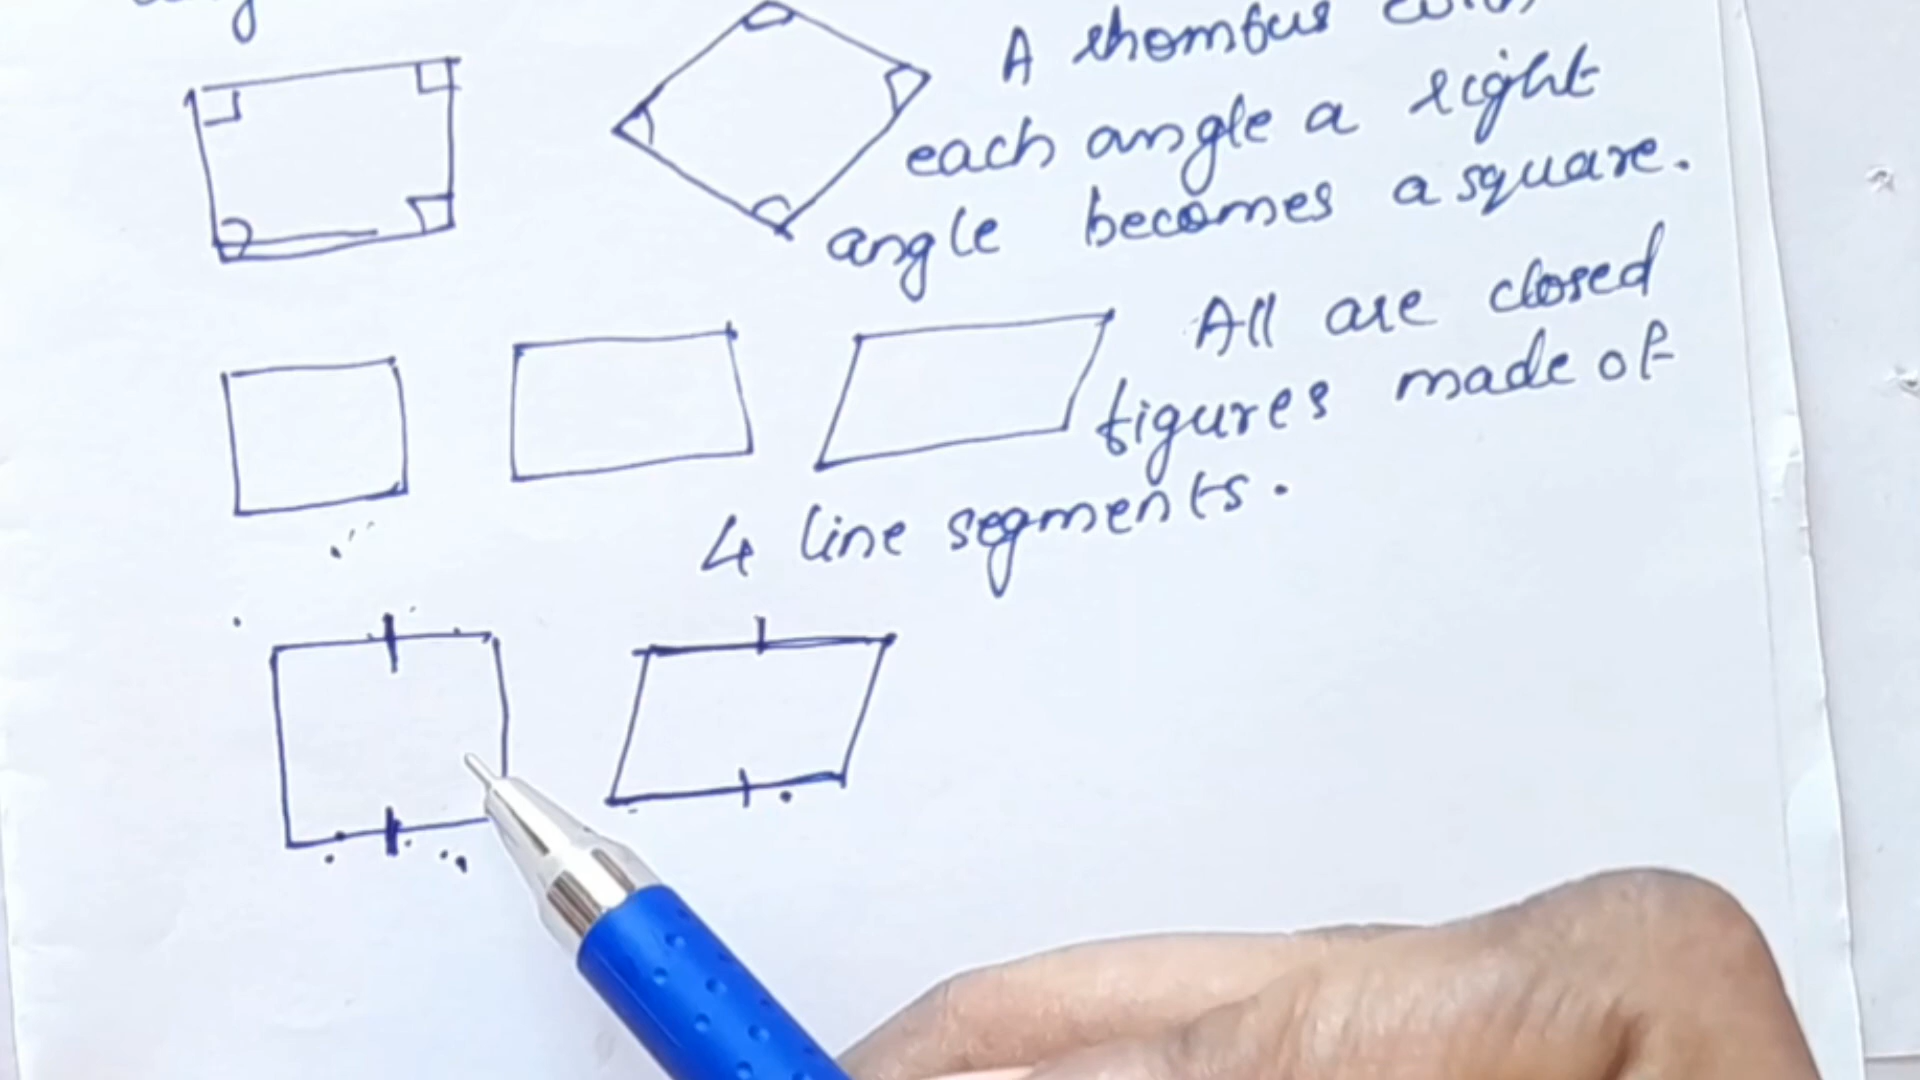 A rhombus
each angle a right
angle becomes a square.
All are closed
figures made of
4 line segments.